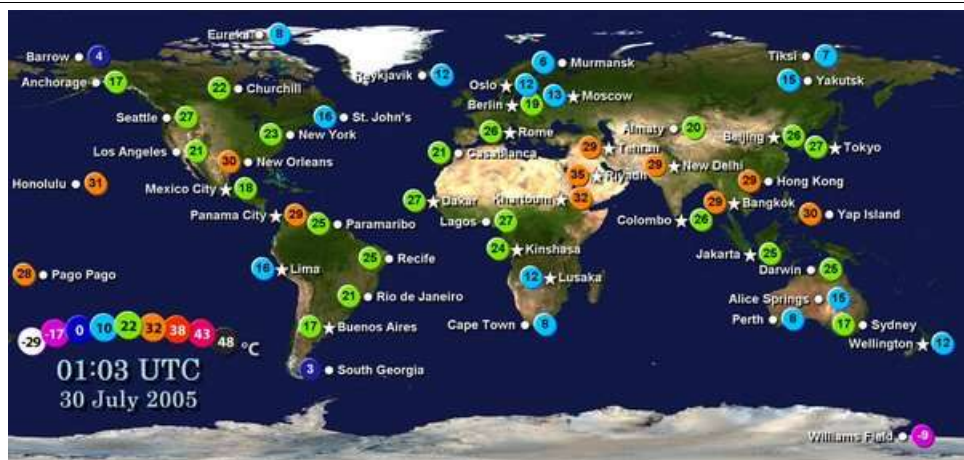 Eureka 8
Barrow 4
Tiksi 7
6 Murmansk
Reykjavik 12
Anchorage 17
22 Churchill
Oslo 12
13 Moscow
15 Yakutsk
Berlin 19
Seattle 27
16 St. John's
23 New York
26 Rome
Almaty 20
Beijing 26
27 Tokyo
Los Angeles 21
30 New Orleans
21 Casablanca
29 Tehran
29 New Delhi
35 Riyadh
29 Hong Kong
Honolulu 31
Mexico City 18
27 Dakar
Khartoum 32
29 Bangkok
Panama City 29
25 Paramaribo
Lagos 27
Colombo 26
30 Yap Island
24 Kinshasa
Jakarta 25
28 Pago Pago
16 Lima
25 Recife
12 Lusaka
Darwin 25
21 Rio de Janeiro
Alice Springs 15
17 Buenos Aires
Cape Town 8
Perth 8
17 Sydney
Wellington 12
-29 -17 0 10 22 32 38 43 48 °C
01:03 UTC
3 South Georgia
30 July 2005
Williams Field -9